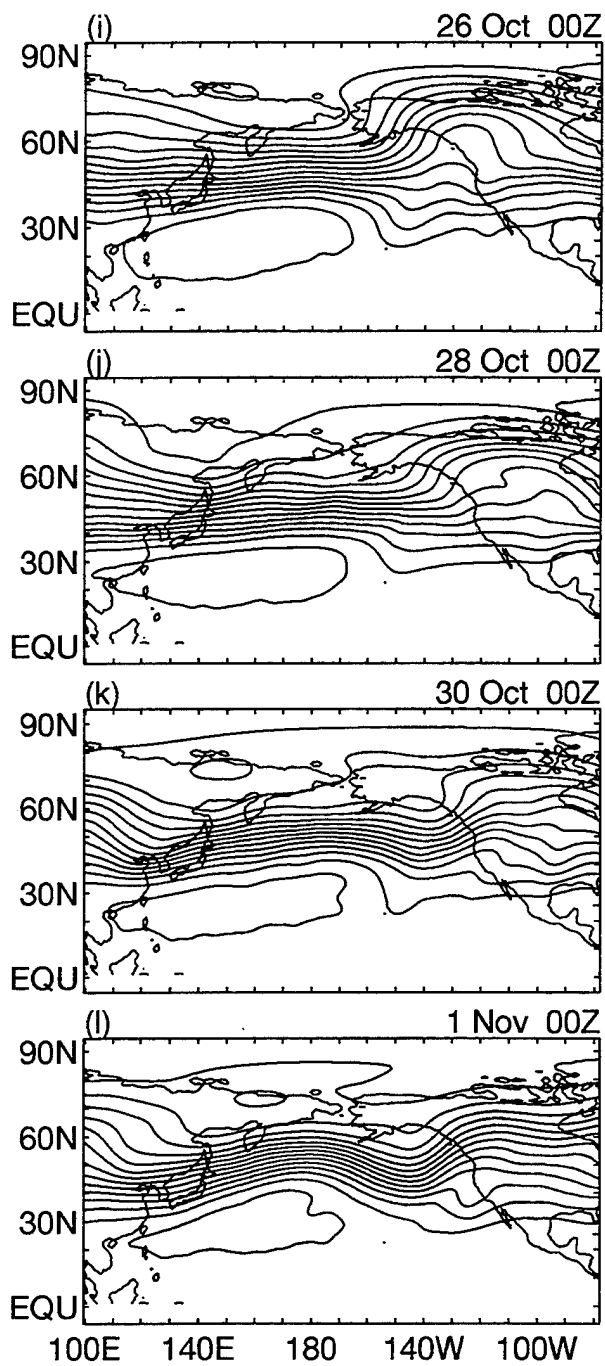 (i) 26 Oct 00Z
90N
60N
30N
EQU
(j) 28 Oct 00Z
90N
60N
30N
EQU
(k) 30 Oct 00Z
90N
60N
30N
EQU
(l) 1 Nov 00Z
90N
60N
30N
EQU
100E 140E 180 140W 100W